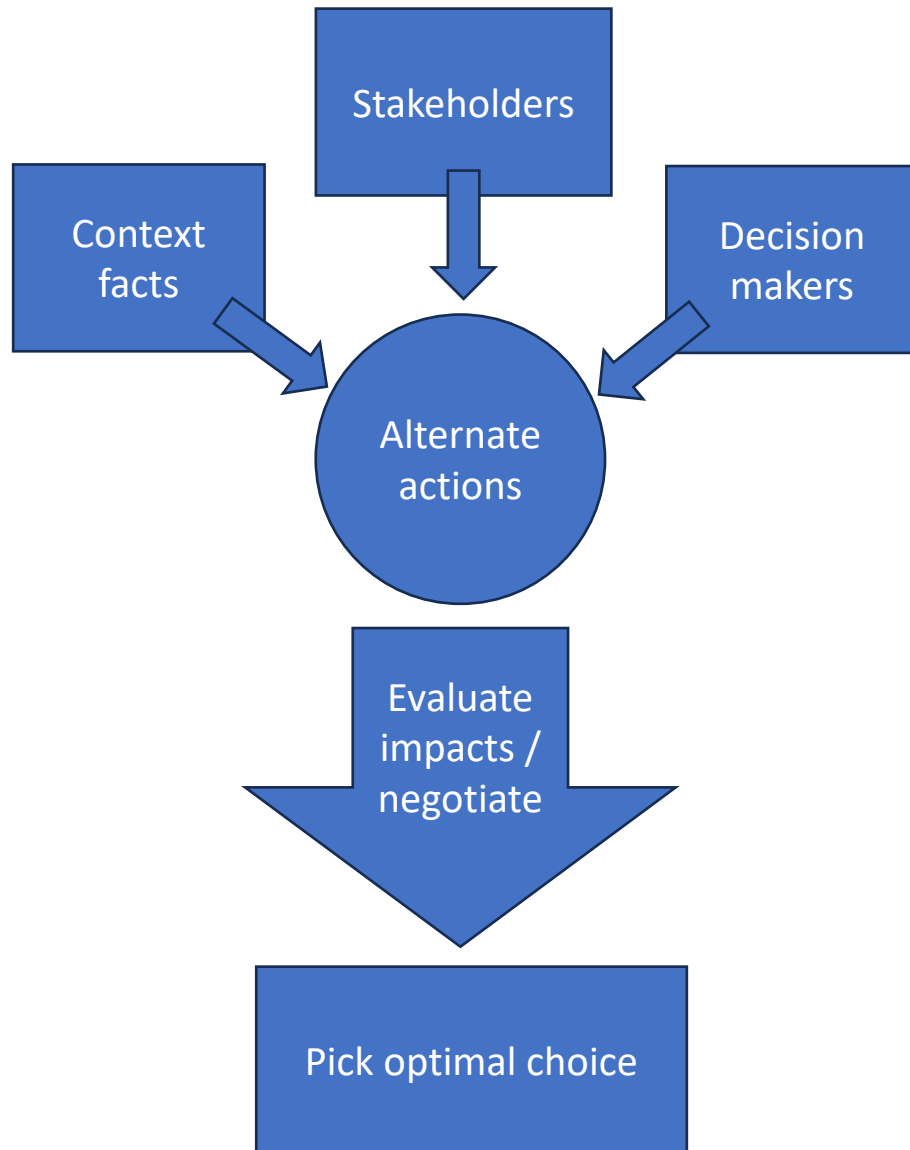 Stakeholders
Context
facts
Decision
makers
Alternate
actions
Evaluate
impacts /
negotiate
Pick optimal choice